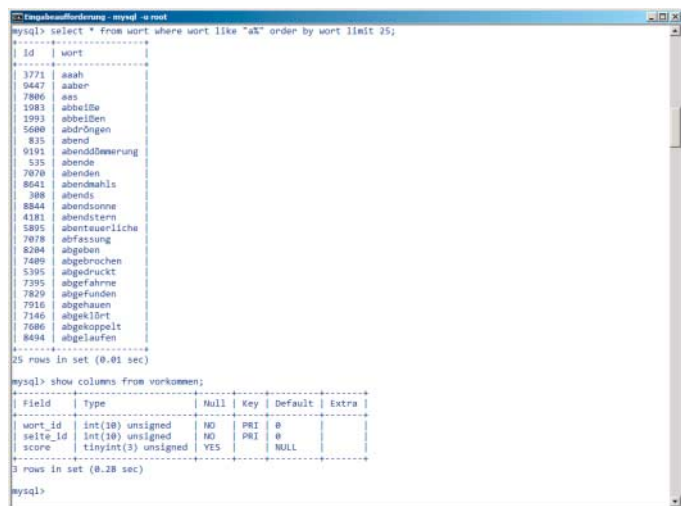 Eingabeaufforderung - mysql -u root
mysql> select * from wort where wort like "a%" order by wort limit 25;
+------+---------------+
| id | wort |
+------+---------------+
| 3771 | aaah |
| 9447 | aaber |
| 7806 | aas |
| 1983 | abbeiße |
| 1993 | abbeißen |
| 5600 | abdrõngen |
| 835 | abend |
| 9191 | abenddõmmerung |
| 535 | abende |
| 7070 | abenden |
| 8641 | abendmahls |
| 308 | abends |
| 8844 | abendsonne |
| 4181 | abendstern |
| 5895 | abenteuerliche |
| 7078 | abfassung |
| 8204 | abgeben |
| 7409 | abgebrochen |
| 5395 | abgedruckt |
| 7395 | abgefahrne |
| 7829 | abgefunden |
| 7916 | abgehauen |
| 7146 | abgeklõrt |
| 7606 | abgekoppelt |
| 8494 | abgelaufen |
+------+---------------+
25 rows in set (0.01 sec)
mysql> show columns from vorkommen;
+----------+---------------------+------+-----+---------+-------+
| Field | Type | Null | Key | Default | Extra |
+----------+---------------------+------+-----+---------+-------+
| wort_id | int(10) unsigned | NO | PRI | 0 | |
| seite_id | int(10) unsigned | NO | PRI | 0 | |
| score | tinyint(3) unsigned | YES | | NULL | |
+----------+---------------------+------+-----+---------+-------+
3 rows in set (0.28 sec)
mysql>